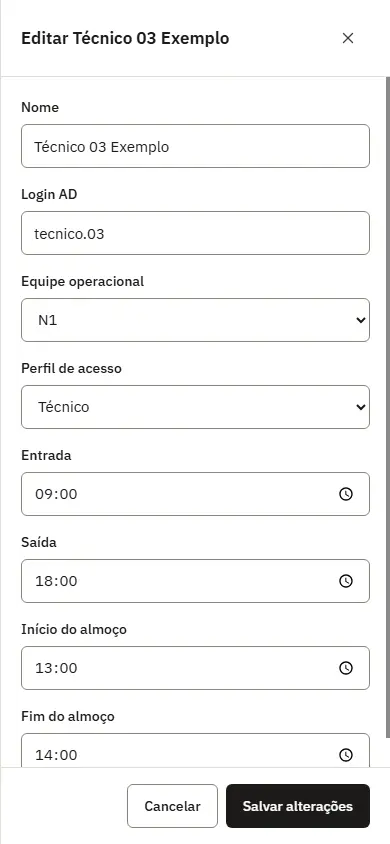 Editar Técnico 03 Exemplo
Nome
Técnico 03 Exemplo
Login AD
tecnico.03
Equipe operacional
N1
Perfil de acesso
Técnico
Entrada
09:00
Saída
18:00
Início do almoço
13:00
Fim do almoço
14:00
Cancelar Salvar alterações